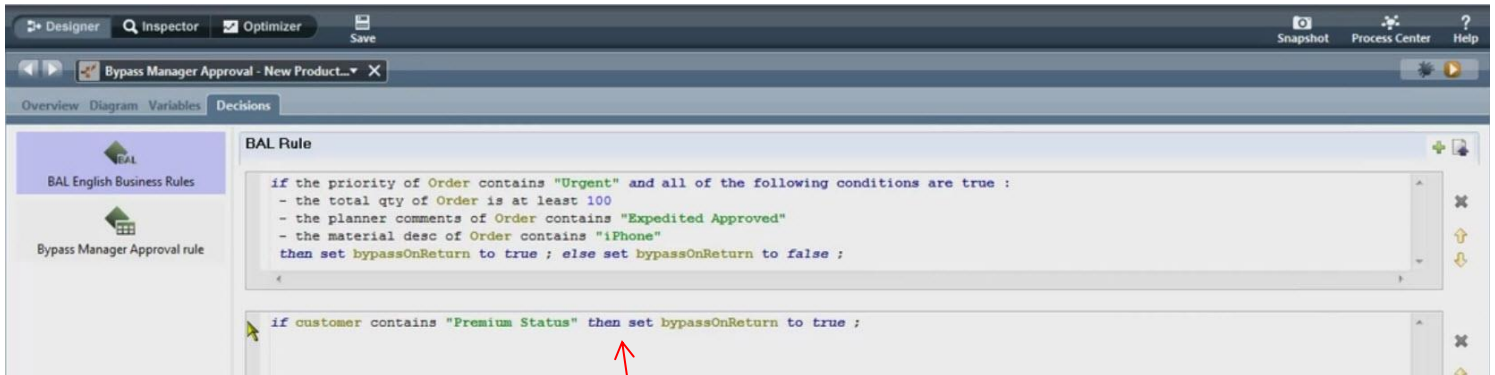 Designer Inspector Optimizer Save Snapshot Process Center Help
Bypass Manager Approval - New Product...
Overview Diagram Variables Decisions
BAL
BAL English Business Rules
Bypass Manager Approval rule
BAL Rule
if the priority of Order contains "Urgent" and all of the following conditions are true :
- the total qty of Order is at least 100
- the planner comments of Order contains "Expedited Approved"
- the material desc of Order contains "iPhone"
then set bypassOnReturn to true ; else set bypassOnReturn to false ;
if customer contains "Premium Status" then set bypassOnReturn to true ;